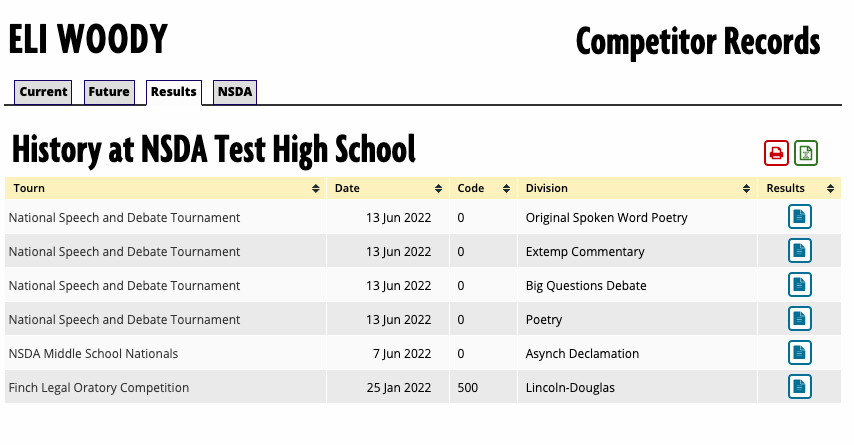 ELI WOODY
Competitor Records
Current Future Results NSDA
History at NSDA Test High School
Tourn Date Code Division Results
National Speech and Debate Tournament 13 Jun 2022 0 Original Spoken Word Poetry
National Speech and Debate Tournament 13 Jun 2022 0 Extemp Commentary
National Speech and Debate Tournament 13 Jun 2022 0 Big Questions Debate
National Speech and Debate Tournament 13 Jun 2022 0 Poetry
NSDA Middle School Nationals 7 Jun 2022 0 Asynch Declamation
Finch Legal Oratory Competition 25 Jan 2022 500 Lincoln-Douglas